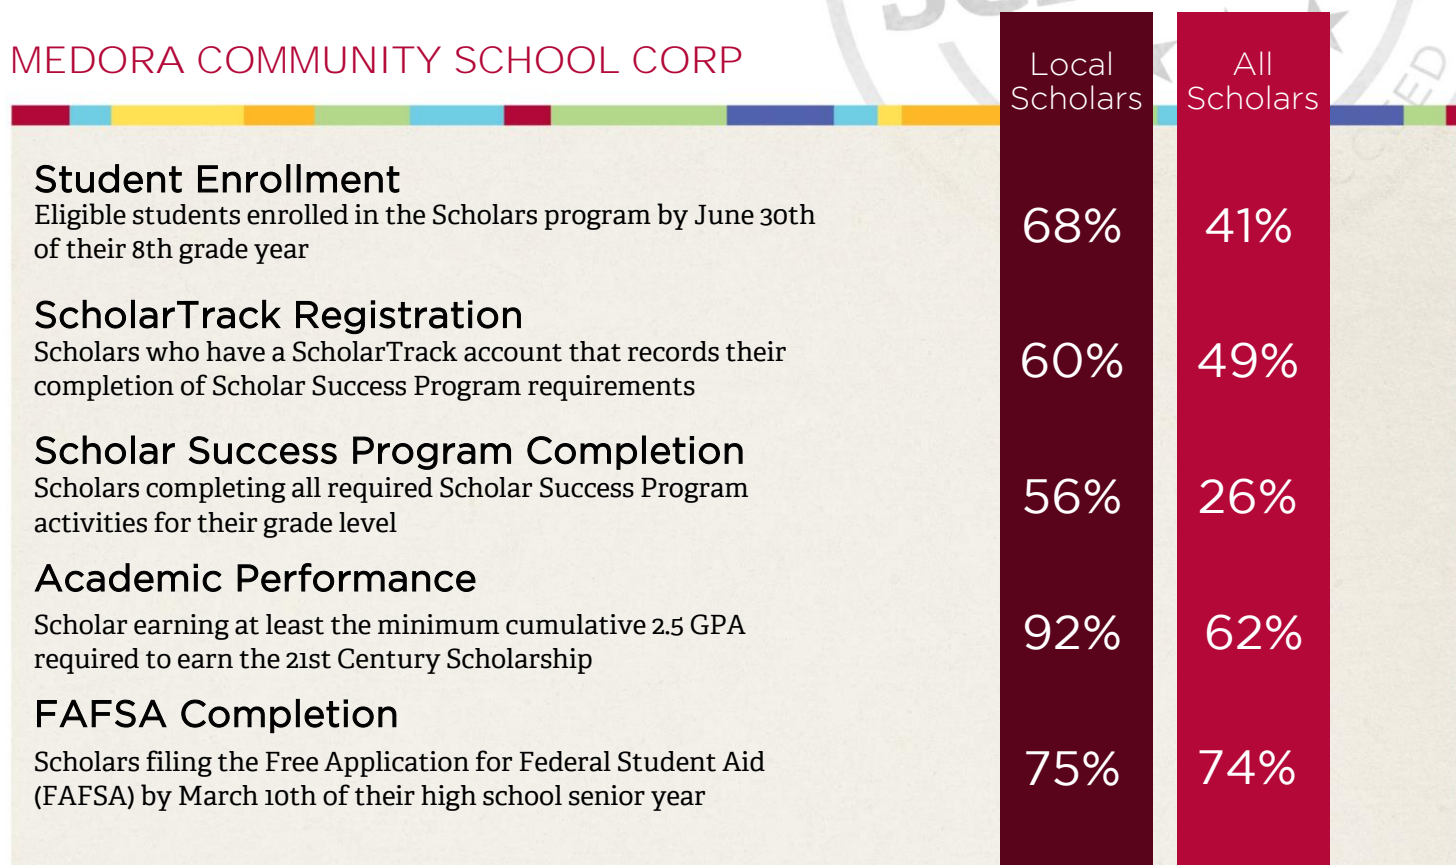 MEDORA COMMUNITY SCHOOL CORP
Local
Scholars
All
Scholars
Student Enrollment
Eligible students enrolled in the Scholars program by June 30th
of their 8th grade year
68%
41%
ScholarTrack Registration
Scholars who have a ScholarTrack account that records their
completion of Scholar Success Program requirements
60%
49%
Scholar Success Program Completion
Scholars completing all required Scholar Success Program
activities for their grade level
56%
26%
Academic Performance
Scholar earning at least the minimum cumulative 2.5 GPA
required to earn the 21st Century Scholarship
92%
62%
FAFSA Completion
Scholars filing the Free Application for Federal Student Aid
(FAFSA) by March 10th of their high school senior year
75%
74%